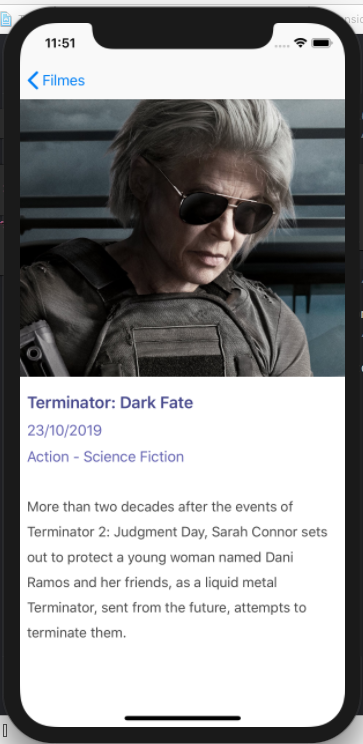 11:51
Filmes
Terminator: Dark Fate
23/10/2019
Action - Science Fiction
More than two decades after the events of
Terminator 2: Judgment Day, Sarah Connor sets
out to protect a young woman named Dani
Ramos and her friends, as a liquid metal
Terminator, sent from the future, attempts to
terminate them.